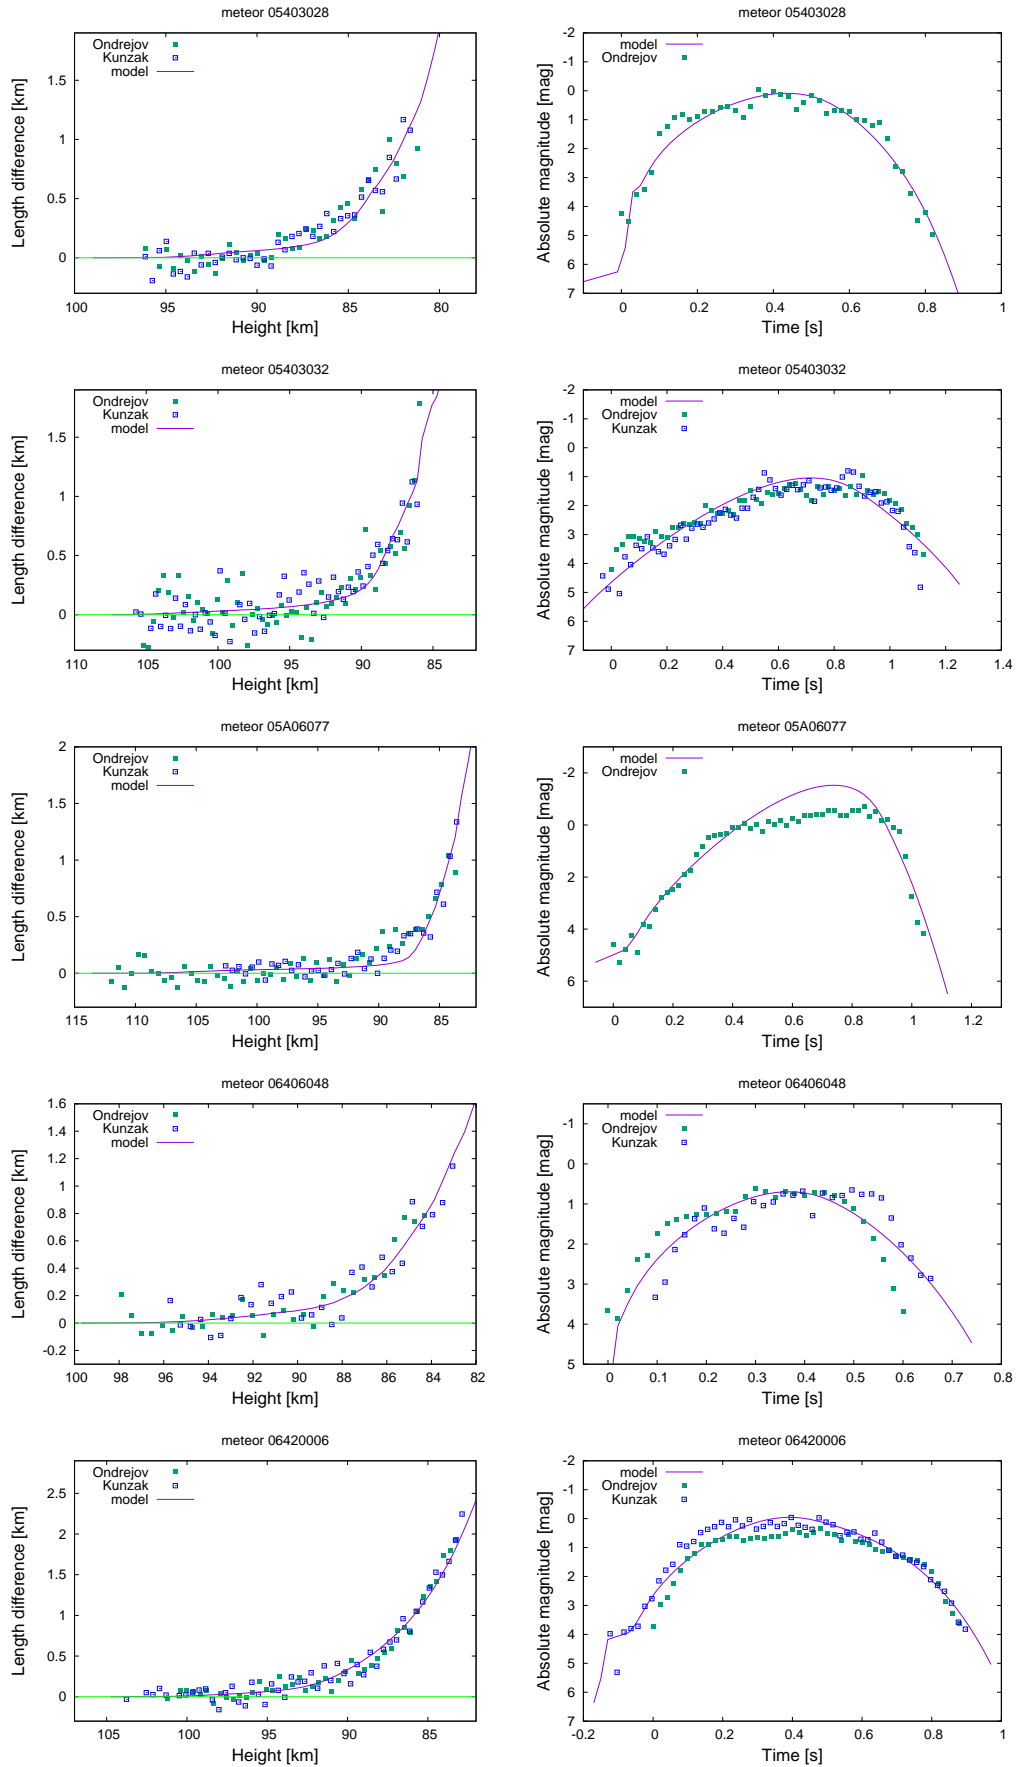 meteor 05403028
Length difference [km]
Ondrejov
Kunzak
model
1.5
1
0.5
0
100 95 90 85 80
Height [km]
meteor 05403028
Absolute magnitude [mag]
model
Ondrejov
-2
-1
0
1
2
3
4
5
6
7
0 0.2 0.4 0.6 0.8 1
Time [s]
meteor 05403032
Length difference [km]
Ondrejov
Kunzak
model
1.5
1
0.5
0
110 105 100 95 90 85
Height [km]
meteor 05403032
Absolute magnitude [mag]
model
Ondrejov
Kunzak
-2
-1
0
1
2
3
4
5
6
7
0 0.2 0.4 0.6 0.8 1 1.2 1.4
Time [s]
meteor 05A06077
Length difference [km]
Ondrejov
Kunzak
model
2
1.5
1
0.5
0
115 110 105 100 95 90 85
Height [km]
meteor 05A06077
Absolute magnitude [mag]
model
Ondrejov
-2
0
2
4
6
0 0.2 0.4 0.6 0.8 1 1.2
Time [s]
meteor 06406048
Length difference [km]
Ondrejov
Kunzak
model
1.6
1.4
1.2
1
0.8
0.6
0.4
0.2
0
-0.2
100 98 96 94 92 90 88 86 84 82
Height [km]
meteor 06406048
Absolute magnitude [mag]
model
Ondrejov
Kunzak
-1
0
1
2
3
4
5
0 0.1 0.2 0.3 0.4 0.5 0.6 0.7 0.8
Time [s]
meteor 06420006
Length difference [km]
Ondrejov
Kunzak
model
2.5
2
1.5
1
0.5
0
105 100 95 90 85
Height [km]
meteor 06420006
Absolute magnitude [mag]
model
Ondrejov
Kunzak
-2
-1
0
1
2
3
4
5
6
7
-0.2 0 0.2 0.4 0.6 0.8 1
Time [s]